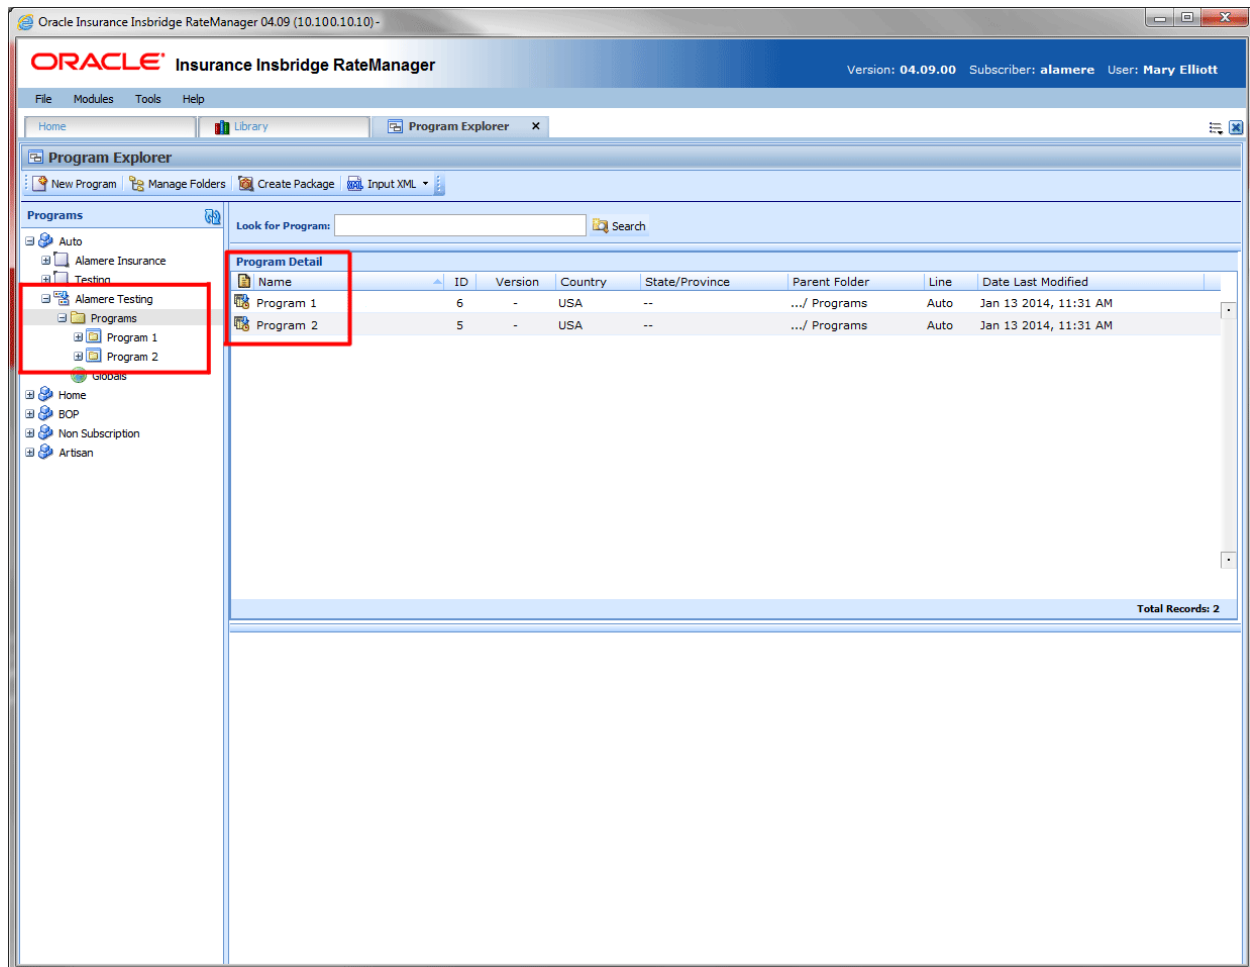 Oracle Insurance Insbridge RateManager 04.09 (10.100.10.10) -
ORACLE® Insurance Insbridge RateManager
Version: 04.09.00 Subscriber: alamere User: Mary Elliott
File Modules Tools Help
Home Library Program Explorer X
Program Explorer
New Program Manage Folders Create Package Input XML
Programs
Auto
Alamere Insurance
Testing
Alamere Testing
Programs
Program 1
Program 2
Globals
Home
BOP
Non Subscription
Artisan
Look for Program: Search
Program Detail
Name ID Version Country State/Province Parent Folder Line Date Last Modified
Program 1 6 - USA -- .../ Programs Auto Jan 13 2014, 11:31 AM
Program 2 5 - USA -- .../ Programs Auto Jan 13 2014, 11:31 AM
Total Records: 2